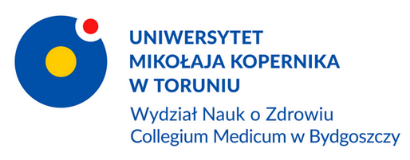 UNIWERSYTET
MIKOŁAJA KOPERNIKA
W TORUNIU
Wydział Nauk o Zdrowiu
Collegium Medicum w Bydgoszczy